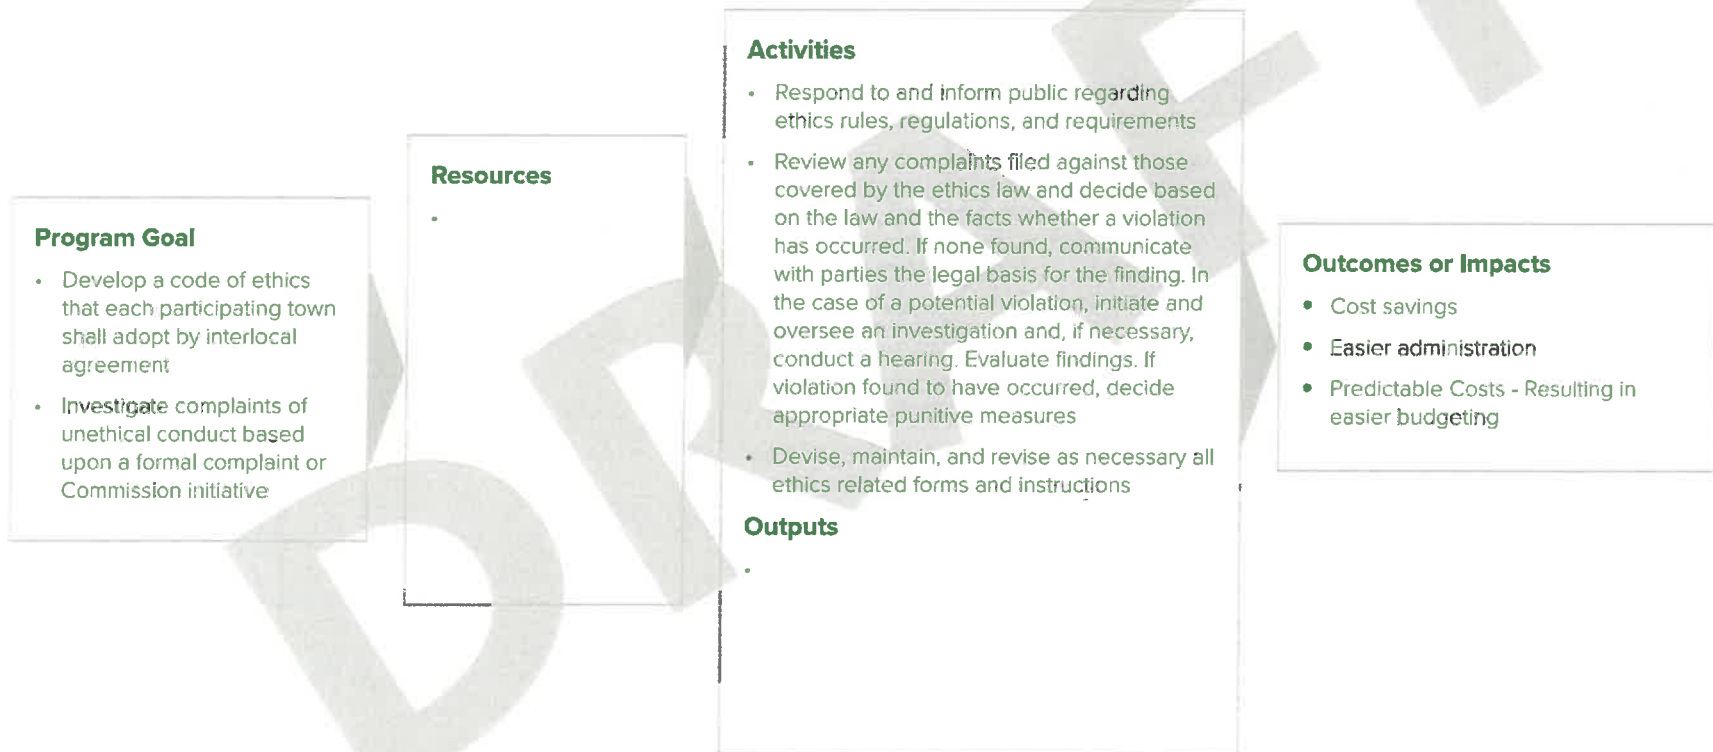 Program Goal
• Develop a code of ethics
that each participating town
shall adopt by interlocal
agreement
• Investigate complaints of
unethical conduct based
upon a formal complaint or
Commission initiative
Resources
•
Activities
• Respond to and inform public regarding
ethics rules, regulations, and requirements
• Review any complaints filed against those
covered by the ethics law and decide based
on the law and the facts whether a violation
has occurred. If none found, communicate
with parties the legal basis for the finding. In
the case of a potential violation, initiate and
oversee an investigation and, if necessary,
conduct a hearing. Evaluate findings. If
violation found to have occurred, decide
appropriate punitive measures
• Devise, maintain, and revise as necessary all
ethics related forms and instructions
Outputs
•
Outcomes or Impacts
• Cost savings
• Easier administration
• Predictable Costs - Resulting in
easier budgeting
DRAFT